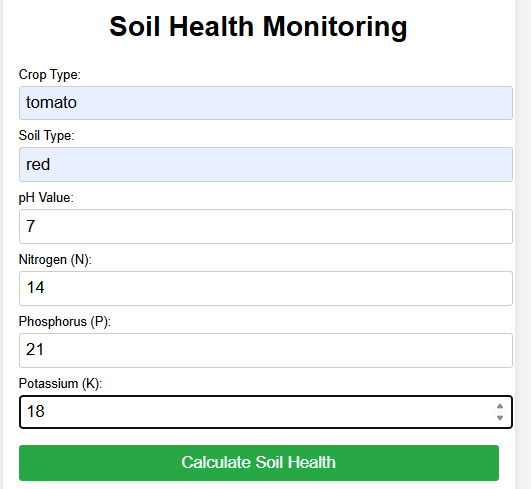 Soil Health Monitoring
Crop Type:
tomato
Soil Type:
red
pH Value:
7
Nitrogen (N):
14
Phosphorus (P):
21
Potassium (K):
18
Calculate Soil Health